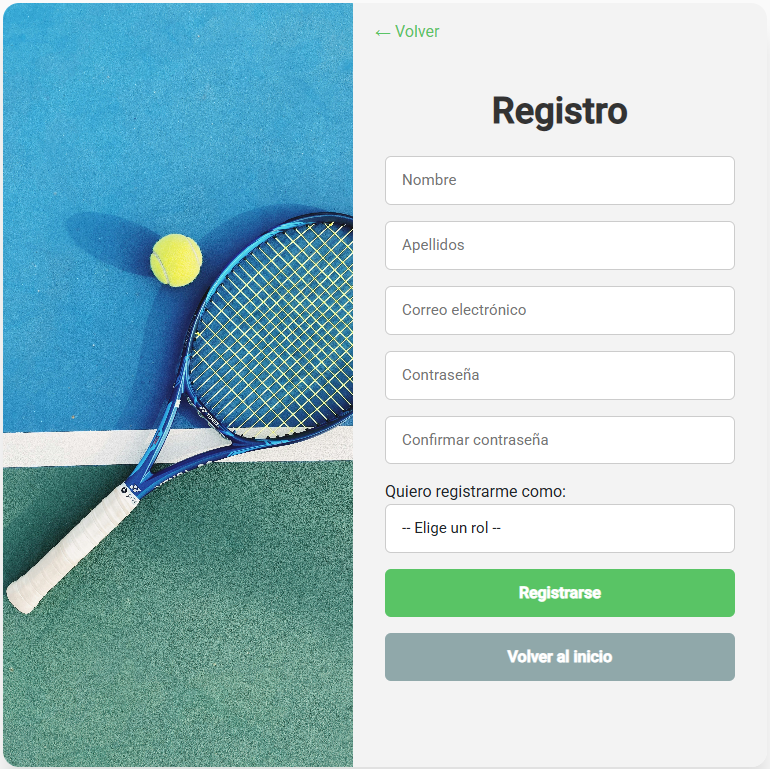 ← Volver
Registro
Nombre
Apellidos
Correo electrónico
Contraseña
Confirmar contraseña
Quiero registrarme como:
-- Elige un rol --
Registrarse
Volver al inicio